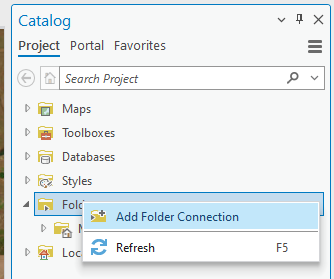 Catalog
Project Portal Favorites
Search Project
Maps
Toolboxes
Databases
Styles
Add Folder Connection
Refresh F5